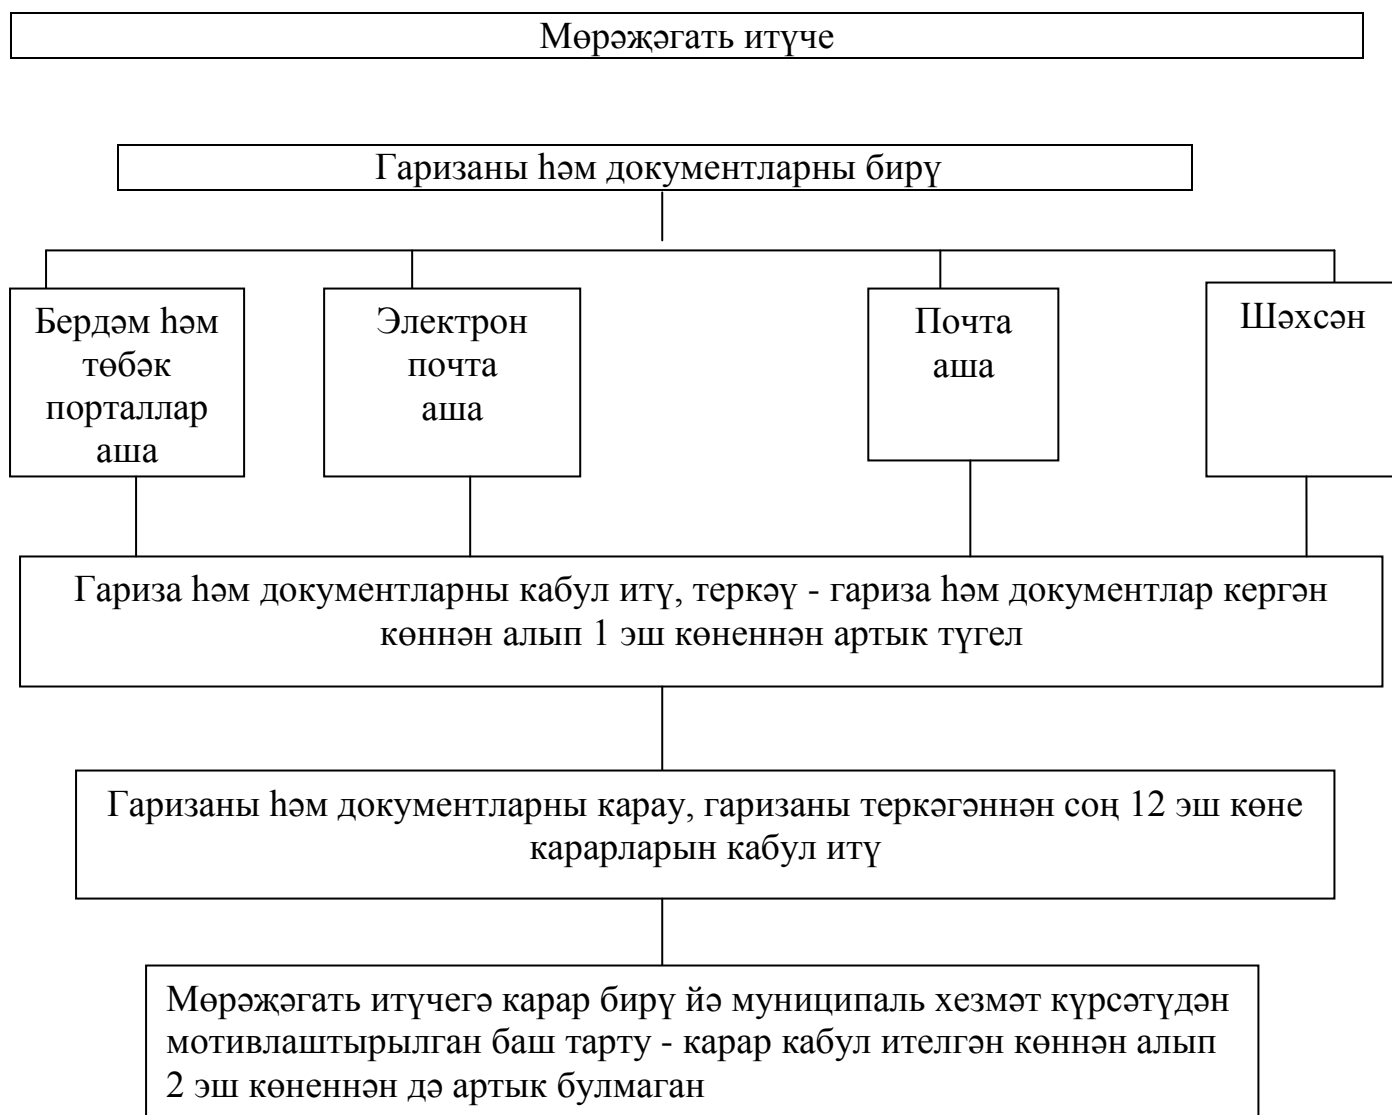 Мөрәҗәгать итүче
Гаризаны һәм документларны бирү
Бердәм һәм
төбәк
порталлар
аша
Электрон
почта
аша
Почта
аша
Шәхсән
Гариза һәм документларны кабул итү, теркәү - гариза һәм документлар кергән
көннән алып 1 эш көненнән артык түгел
Гаризаны һәм документларны карау, гаризаны теркәгәннән соң 12 эш көне
карарларын кабул итү
Мөрәҗәгать итүчегә карар бирү йә муниципаль хезмәт күрсәтүдән
мотивлаштырылган баш тарту - карар кабул ителгән көннән алып
2 эш көненнән дә артык булмаган